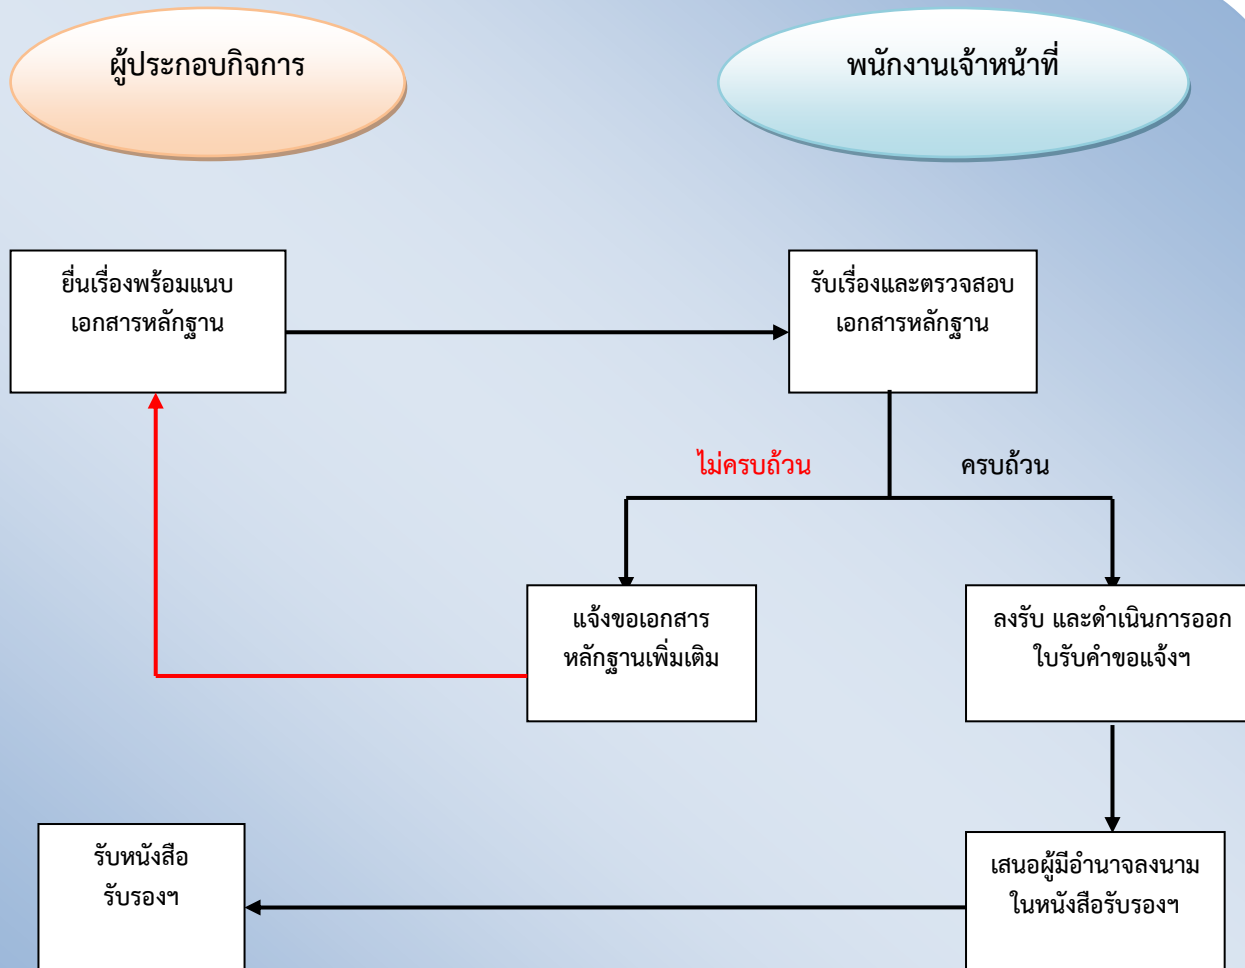 ผู้ประกอบกิจการ
พนักงานเจ้าหน้าที่
ยื่นเรื่องพร้อมแนบ
เอกสารหลักฐาน
รับเรื่องและตรวจสอบ
เอกสารหลักฐาน
ไม่ครบถ้วน
ครบถ้วน
แจ้งขอเอกสาร
หลักฐานเพิ่มเติม
ลงรับ และดำเนินการออก
ใบรับคำขอแจ้งฯ
รับหนังสือ
รับรองฯ
เสนอผู้มีอำนาจลงนาม
ในหนังสือรับรองฯ